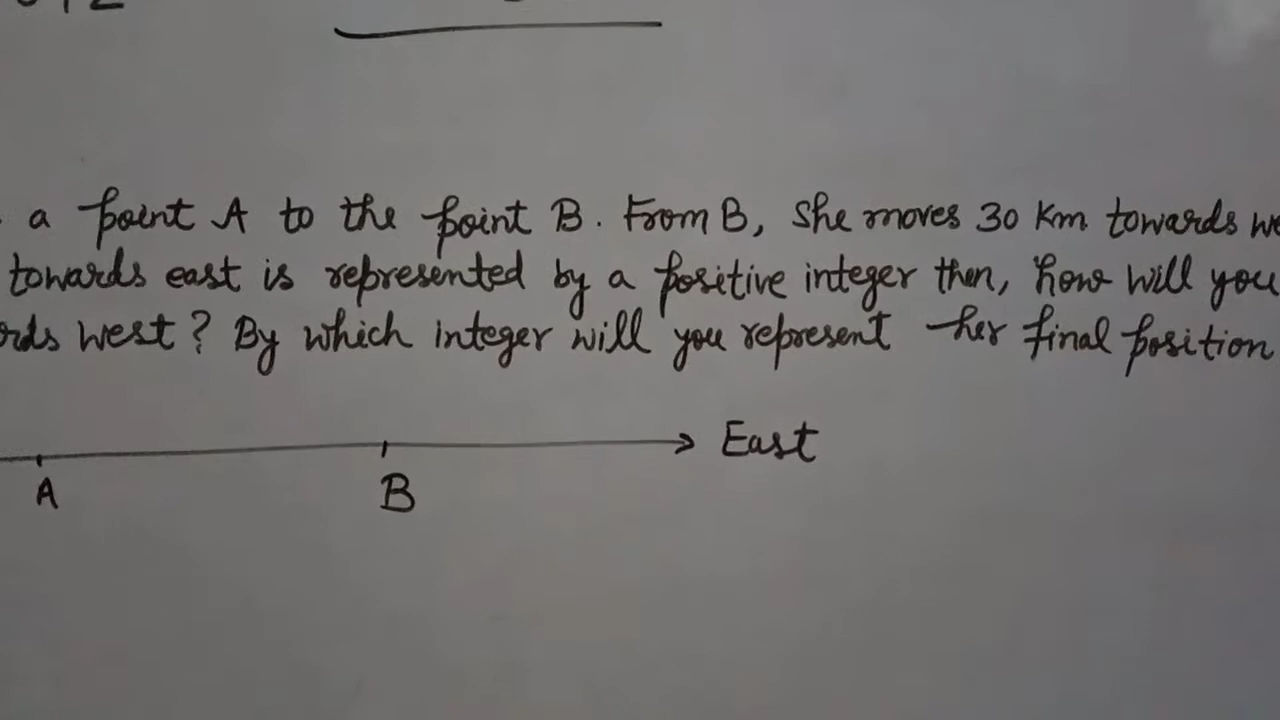 a point A to the point B. From B, she moves 30 Km towards
towards east is represented by a positive integer then, how will you
west? By which integer will you represent her final position
East
A B